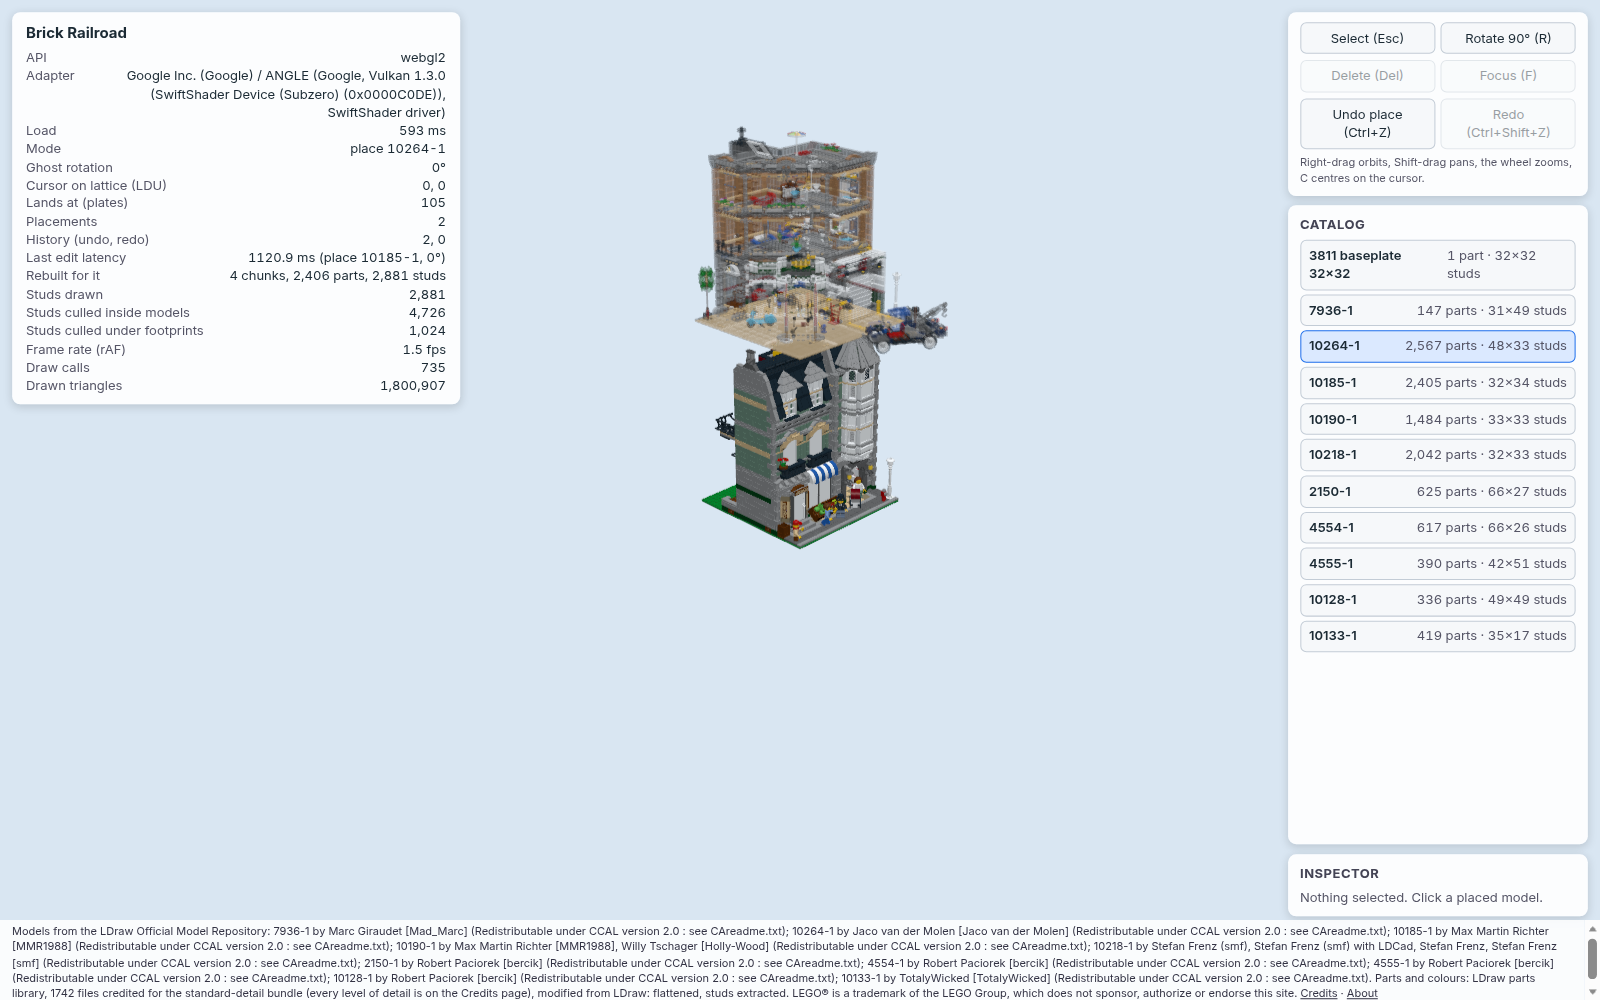 Brick Railroad
API webgl2
Adapter Google Inc. (Google) / ANGLE (Google, Vulkan 1.3.0
(SwiftShader Device (Subzero) (0x0000C0DE)),
SwiftShader driver)
Load 593 ms
Mode place 10264-1
Ghost rotation 0°
Cursor on lattice (LDU) 0, 0
Lands at (plates) 105
Placements 2
History (undo, redo) 2, 0
Last edit latency 1120.9 ms (place 10185-1, 0°)
Rebuilt for it 4 chunks, 2,406 parts, 2,881 studs
Studs drawn 2,881
Studs culled inside models 4,726
Studs culled under footprints 1,024
Frame rate (rAF) 1.5 fps
Draw calls 735
Drawn triangles 1,800,907
Select (Esc) Rotate 90° (R)
Delete (Del) Focus (F)
Undo place (Ctrl+Z) Redo (Ctrl+Shift+Z)
Right-drag orbits, Shift-drag pans, the wheel zooms,
C centres on the cursor.
CATALOG
3811 baseplate 32×32 1 part · 32×32 studs
7936-1 147 parts · 31×49 studs
10264-1 2,567 parts · 48×33 studs
10185-1 2,405 parts · 32×34 studs
10190-1 1,484 parts · 33×33 studs
10218-1 2,042 parts · 32×33 studs
2150-1 625 parts · 66×27 studs
4554-1 617 parts · 66×26 studs
4555-1 390 parts · 42×51 studs
10128-1 336 parts · 49×49 studs
10133-1 419 parts · 35×17 studs
INSPECTOR
Nothing selected. Click a placed model.
Models from the LDraw Official Model Repository: 7936-1 by Marc Giraudet [Mad_Marc] (Redistributable under CCAL version 2.0 : see CAreadme.txt); 10264-1 by Jaco van der Molen [Jaco van der Molen] (Redistributable under CCAL version 2.0 : see CAreadme.txt); 10185-1 by Max Martin Richter
[MMR1988] (Redistributable under CCAL version 2.0 : see CAreadme.txt); 10190-1 by Max Martin Richter [MMR1988], Willy Tschager [Holly-Wood] (Redistributable under CCAL version 2.0 : see CAreadme.txt); 10218-1 by Stefan Frenz (smf), Stefan Frenz (smf) with LDCad, Stefan Frenz, Stefan Frenz
[smf] (Redistributable under CCAL version 2.0 : see CAreadme.txt); 2150-1 by Robert Paciorek [bercik] (Redistributable under CCAL version 2.0 : see CAreadme.txt); 4554-1 by Robert Paciorek [bercik] (Redistributable under CCAL version 2.0 : see CAreadme.txt); 4555-1 by Robert Paciorek [bercik]
(Redistributable under CCAL version 2.0 : see CAreadme.txt); 10128-1 by Robert Paciorek [bercik] (Redistributable under CCAL version 2.0 : see CAreadme.txt); 10133-1 by TotalyWicked [TotalyWicked] (Redistributable under CCAL version 2.0 : see CAreadme.txt). Parts and colours: LDraw parts
library, 1742 files credited for the standard-detail bundle (every level of detail is on the Credits page), modified from LDraw: flattened, studs extracted. LEGO® is a trademark of the LEGO Group, which does not sponsor, authorize or endorse this site. Credits · About